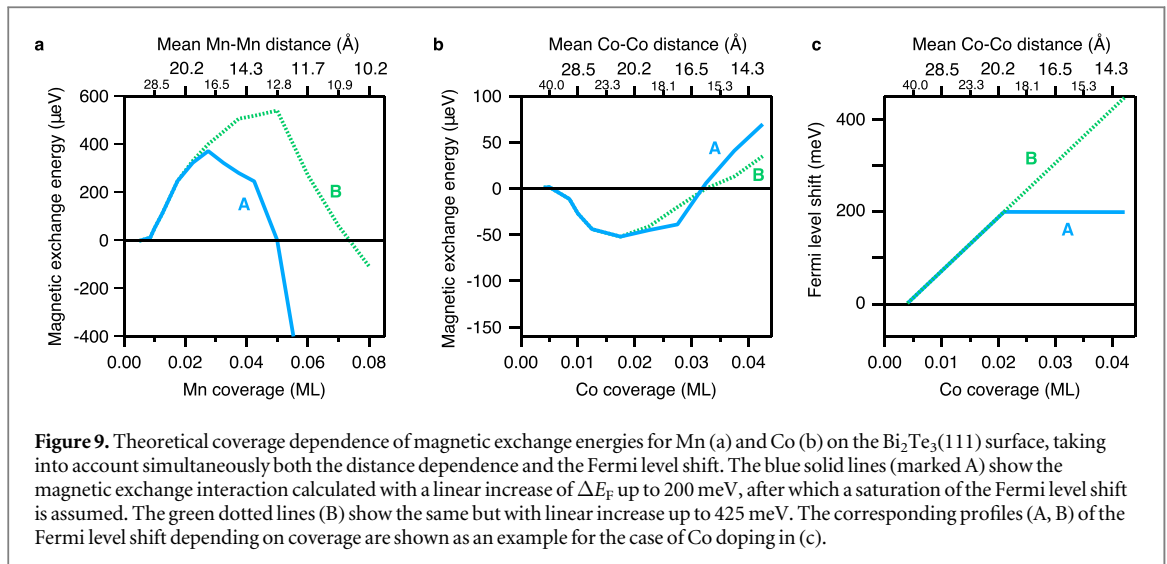 a
Mean Mn-Mn distance (Å)
20.2 14.3 11.7 10.2
28.5 16.5 12.8 10.9
600
400
200
0
-200
-400
Magnetic exchange energy (µeV)
A
B
0.00 0.02 0.04 0.06 0.08
Mn coverage (ML)
b
Mean Co-Co distance (Å)
28.5 20.2 16.5 14.3
40.0 23.3 18.1 15.3
100
50
0
-50
-100
-150
Magnetic exchange energy (µeV)
A
B
0.00 0.01 0.02 0.03 0.04
Co coverage (ML)
c
Mean Co-Co distance (Å)
28.5 20.2 16.5 14.3
40.0 23.3 18.1 15.3
400
200
0
Fermi level shift (meV)
B
A
0.00 0.01 0.02 0.03 0.04
Co coverage (ML)
Figure 9. Theoretical coverage dependence of magnetic exchange energies for Mn (a) and Co (b) on the Bi₂Te₃(111) surface, taking
into account simultaneously both the distance dependence and the Fermi level shift. The blue solid lines (marked A) show the
magnetic exchange interaction calculated with a linear increase of ΔE_F up to 200 meV, after which a saturation of the Fermi level shift
is assumed. The green dotted lines (B) show the same but with linear increase up to 425 meV. The corresponding profiles (A, B) of the
Fermi level shift depending on coverage are shown as an example for the case of Co doping in (c).